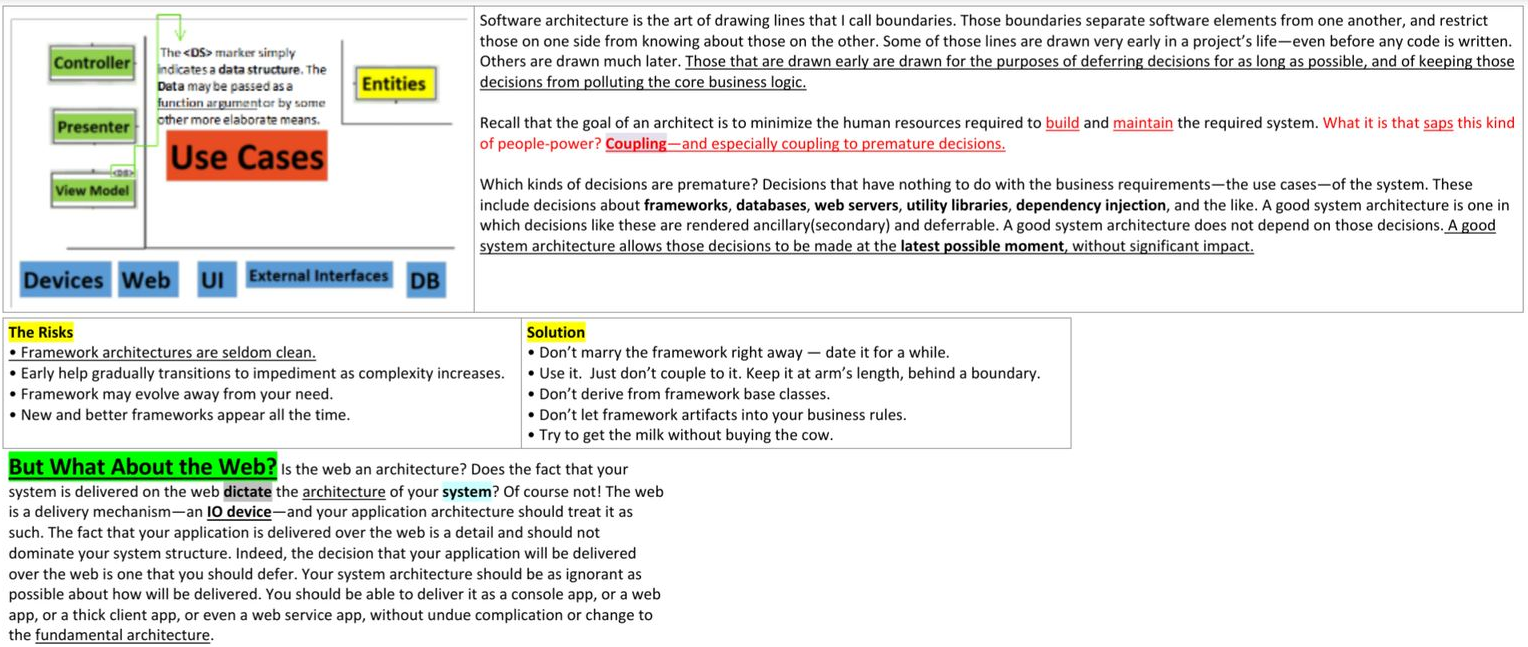 Controller
Presenter
<DS>
View Model
The <DS> marker simply
indicates a data structure. The
Data may be passed as a
function argumentor by some
other more elaborate means.
Use Cases
Entities
Devices
Web
UI
External Interfaces
DB
Software architecture is the art of drawing lines that I call boundaries. Those boundaries separate software elements from one another, and restrict
those on one side from knowing about those on the other. Some of those lines are drawn very early in a project's life—even before any code is written.
Others are drawn much later. Those that are drawn early are drawn for the purposes of deferring decisions for as long as possible, and of keeping those
decisions from polluting the core business logic.
Recall that the goal of an architect is to minimize the human resources required to build and maintain the required system. What it is that saps this kind
of people-power? Coupling—and especially coupling to premature decisions.
Which kinds of decisions are premature? Decisions that have nothing to do with the business requirements—the use cases—of the system. These
include decisions about frameworks, databases, web servers, utility libraries, dependency injection, and the like. A good system architecture is one in
which decisions like these are rendered ancillary(secondary) and deferrable. A good system architecture does not depend on those decisions. A good
system architecture allows those decisions to be made at the latest possible moment, without significant impact.
The Risks
• Framework architectures are seldom clean.
• Early help gradually transitions to impediment as complexity increases.
• Framework may evolve away from your need.
• New and better frameworks appear all the time.
Solution
• Don't marry the framework right away — date it for a while.
• Use it.  Just don't couple to it. Keep it at arm's length, behind a boundary.
• Don't derive from framework base classes.
• Don't let framework artifacts into your business rules.
• Try to get the milk without buying the cow.
But What About the Web? Is the web an architecture? Does the fact that your
system is delivered on the web dictate the architecture of your system? Of course not! The web
is a delivery mechanism—an IO device—and your application architecture should treat it as
such. The fact that your application is delivered over the web is a detail and should not
dominate your system structure. Indeed, the decision that your application will be delivered
over the web is one that you should defer. Your system architecture should be as ignorant as
possible about how will be delivered. You should be able to deliver it as a console app, or a web
app, or a thick client app, or even a web service app, without undue complication or change to
the fundamental architecture.